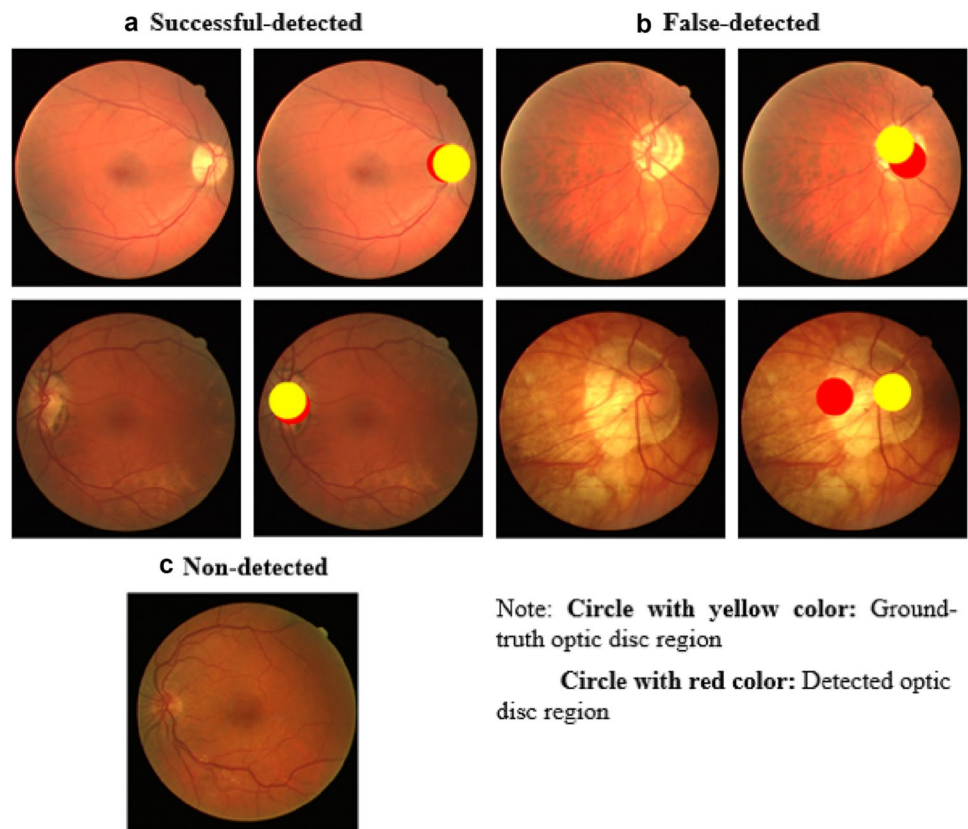 a Successful-detected
b False-detected
c Non-detected
Note: Circle with yellow color: Ground-
truth optic disc region
Circle with red color: Detected optic
disc region